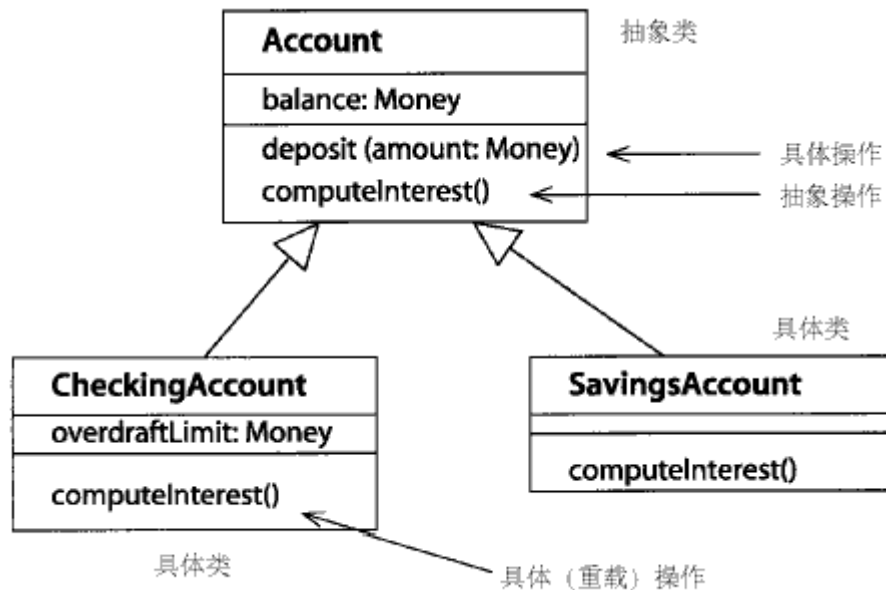 Account
抽象类
balance: Money
deposit (amount: Money)
具体操作
computeInterest()
抽象操作
具体类
CheckingAccount
SavingsAccount
overdraftLimit: Money
computeInterest()
computeInterest()
具体类
具体（重载）操作